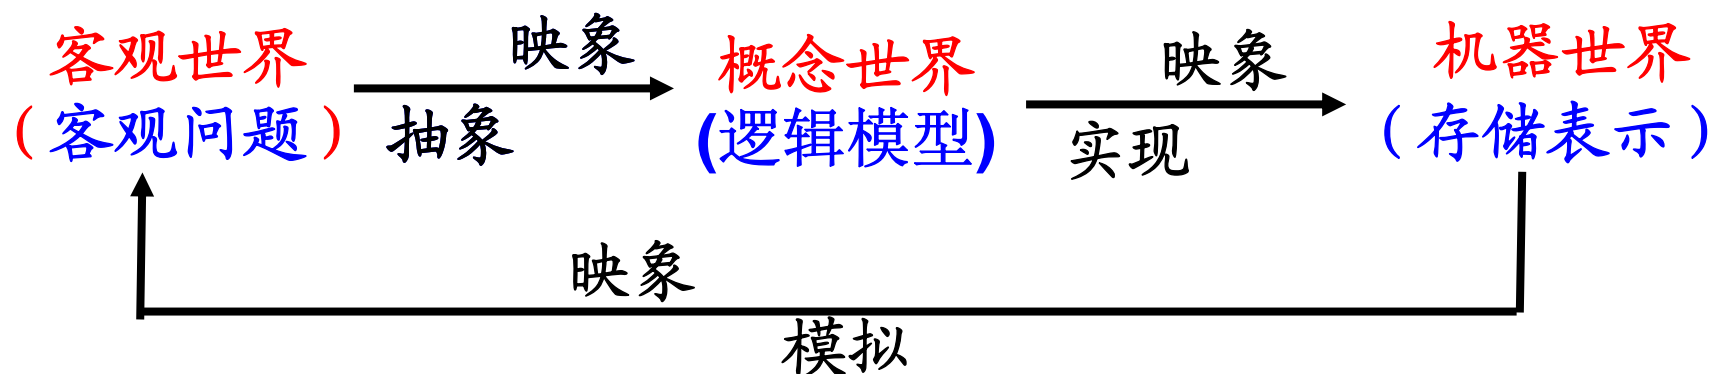 客观世界
（客观问题）
映象
抽象
概念世界
(逻辑模型)
映象
实现
机器世界
（存储表示）
映象
模拟